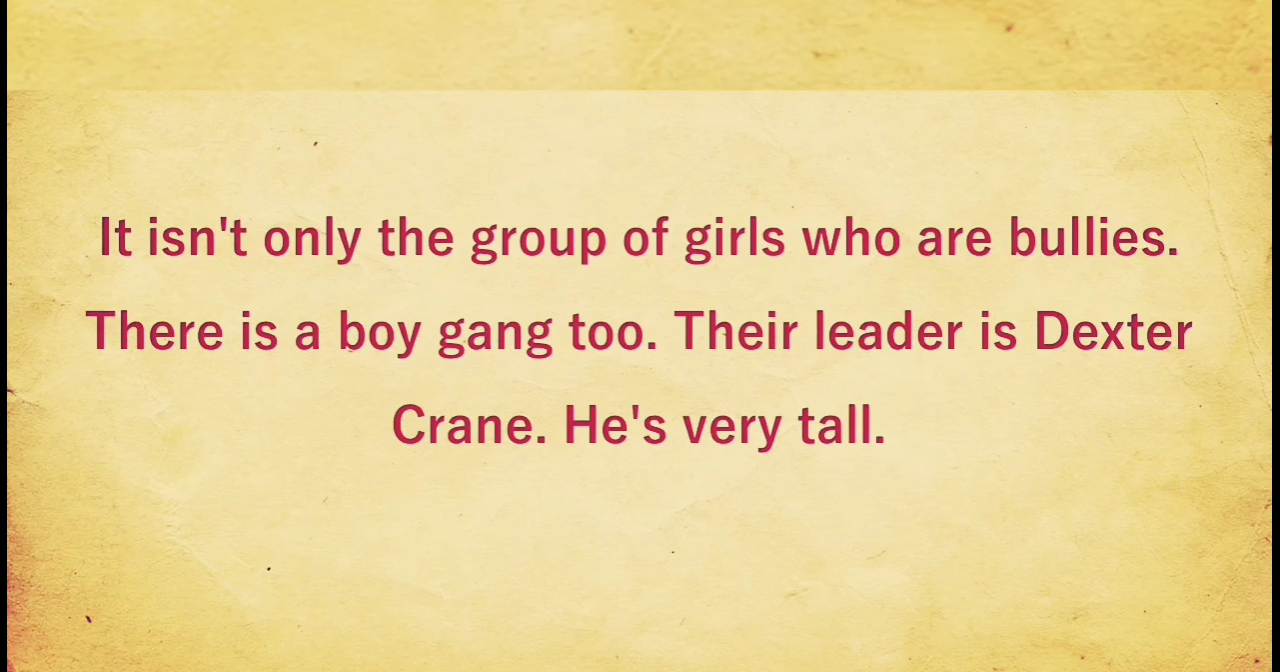 It isn't only the group of girls who are bullies.
There is a boy gang too. Their leader is Dexter
Crane. He's very tall.